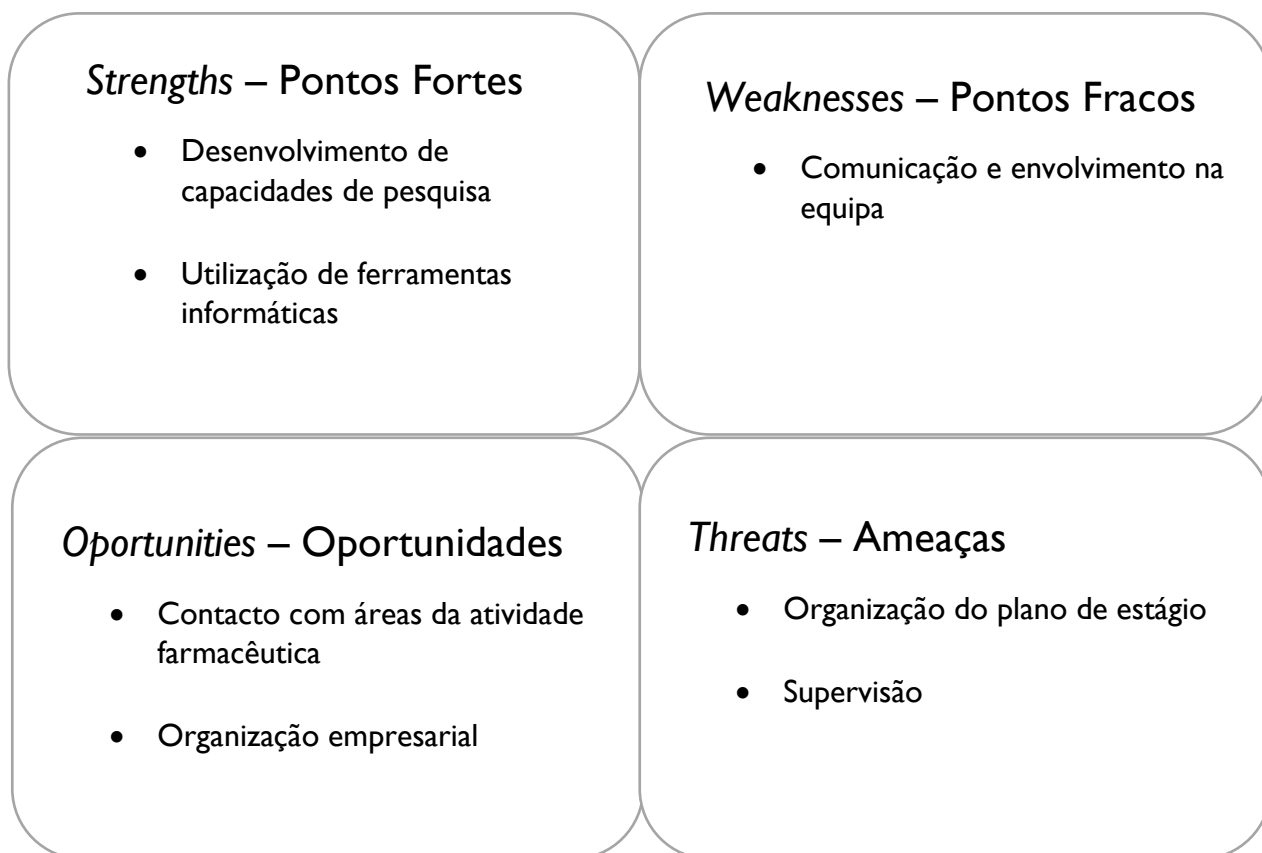 Strengths – Pontos Fortes
• Desenvolvimento de
capacidades de pesquisa
• Utilização de ferramentas
informáticas
Weaknesses – Pontos Fracos
• Comunicação e envolvimento na
equipa
Oportunities – Oportunidades
• Contacto com áreas da atividade
farmacêutica
• Organização empresarial
Threats – Ameaças
• Organização do plano de estágio
• Supervisão